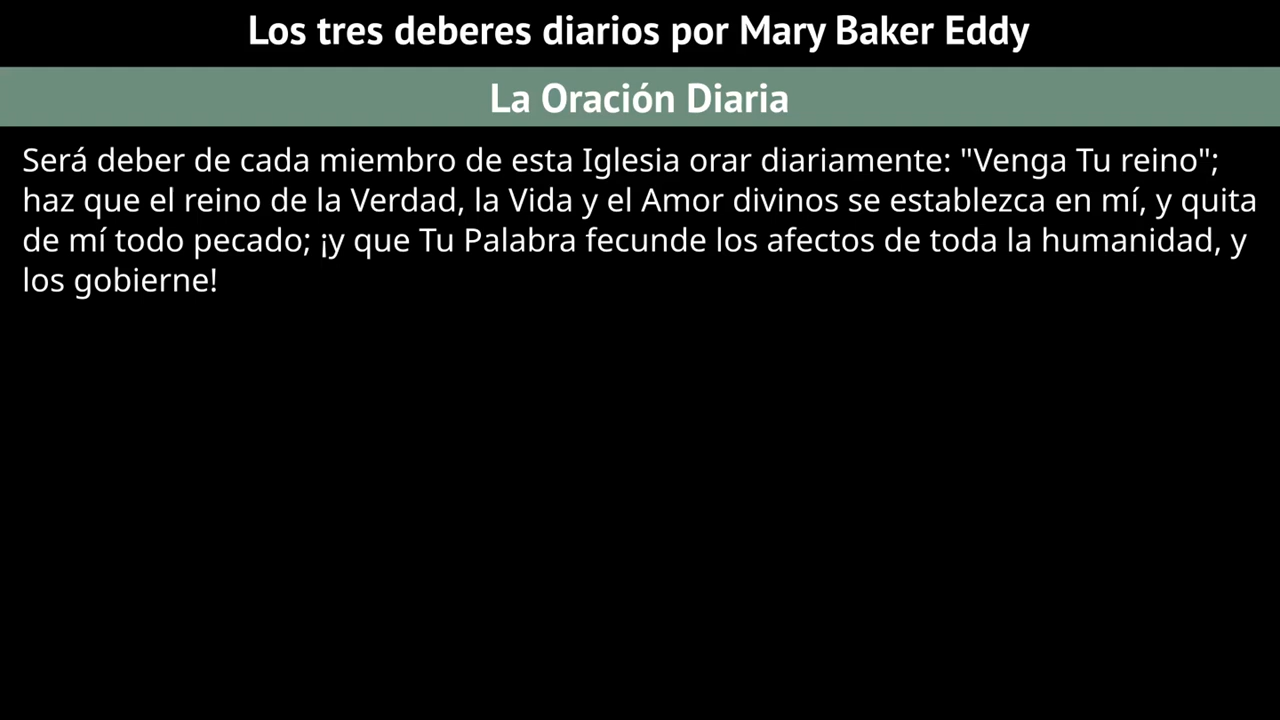 Los tres deberes diarios por Mary Baker Eddy
La Oración Diaria
Será deber de cada miembro de esta Iglesia orar diariamente: "Venga Tu reino";
haz que el reino de la Verdad, la Vida y el Amor divinos se establezca en mí, y quita
de mí todo pecado; ¡y que Tu Palabra fecunde los afectos de toda la humanidad, y
los gobierne!